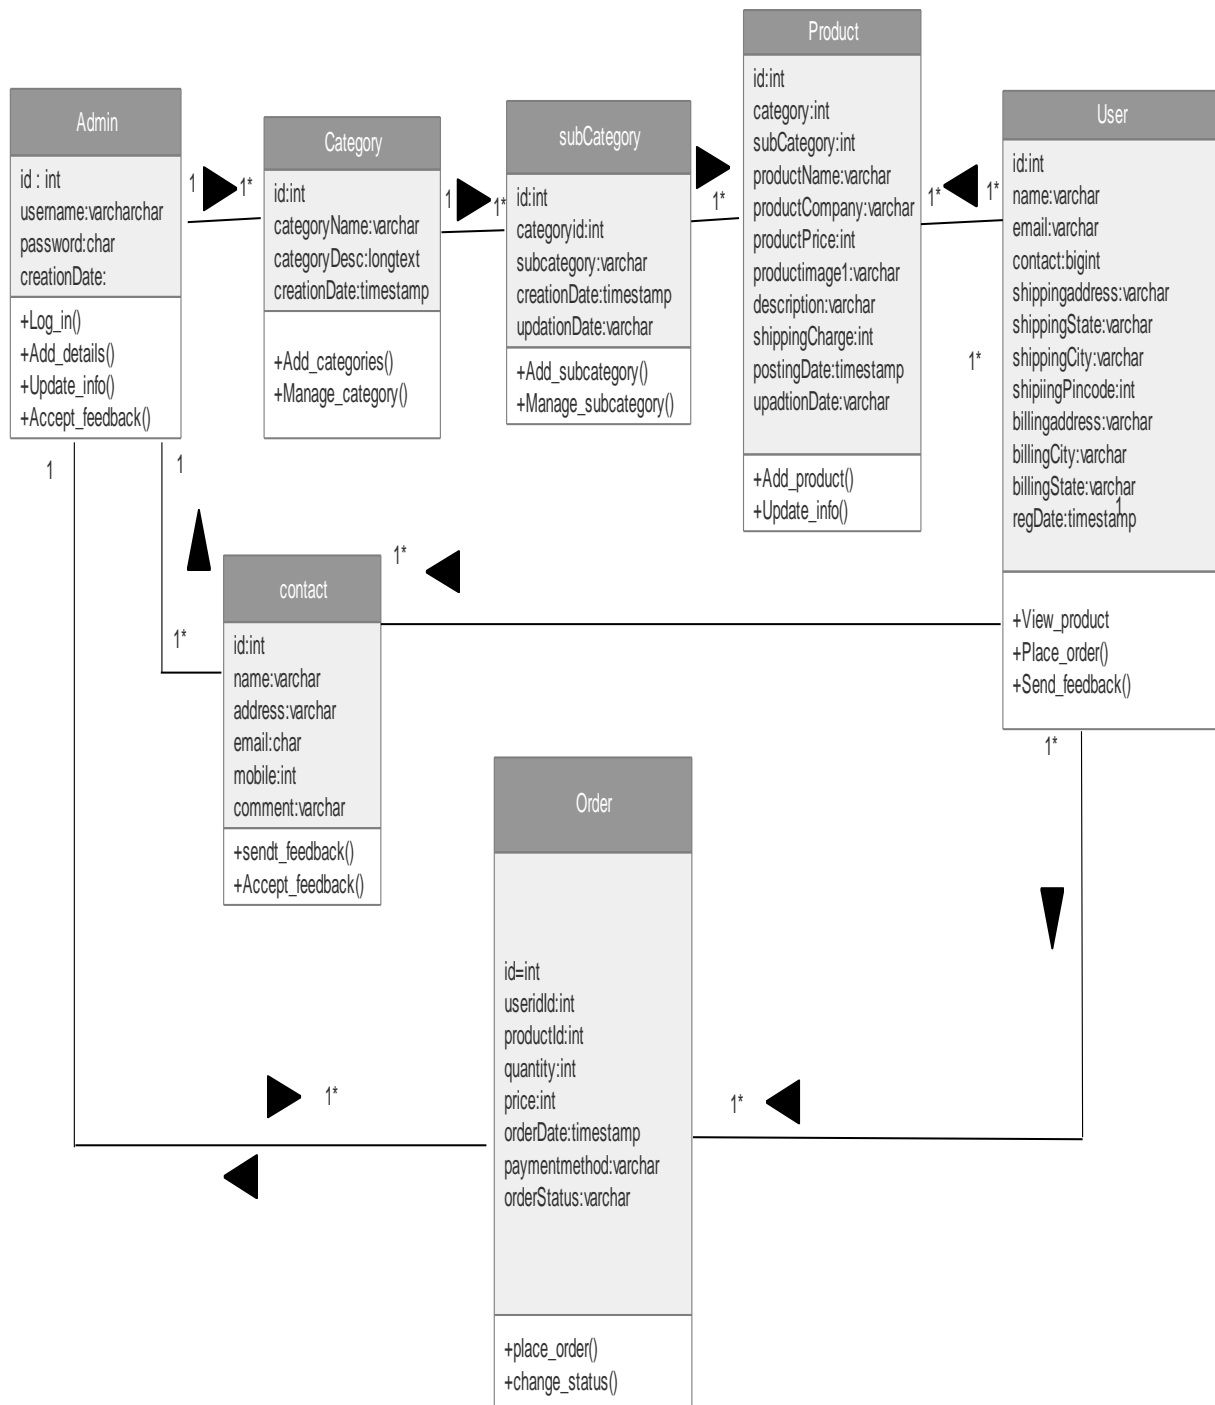 Admin
id : int
username:varcharchar
password:char
creationDate:
+Log_in()
+Add_details()
+Update_info()
+Accept_feedback()
1
1*
Category
id:int
categoryName:varchar
categoryDesc:longtext
creationDate:timestamp
+Add_categories()
+Manage_category()
1
1*
subCategory
id:int
categoryid:int
subcategory:varchar
creationDate:timestamp
updationDate:varchar
+Add_subcategory()
+Manage_subcategory()
1*
Product
id:int
category:int
subCategory:int
productName:varchar
productCompany:varchar
productPrice:int
productimage1:varchar
description:varchar
shippingCharge:int
postingDate:timestamp
upadtionDate:varchar
+Add_product()
+Update_info()
1*
1*
1*
User
id:int
name:varchar
email:varchar
contact:bigint
shippingaddress:varchar
shippingState:varchar
shippingCity:varchar
shipiingPincode:int
billingaddress:varchar
billingCity:varchar
billingState:varchar
1
regDate:timestamp
+View_product
+Place_order()
+Send_feedback()
1
1
1*
1*
contact
id:int
name:varchar
address:varchar
email:char
mobile:int
comment:varchar
+sendt_feedback()
+Accept_feedback()
1*
Order
id=int
useridId:int
productId:int
quantity:int
price:int
orderDate:timestamp
paymentmethod:varchar
orderStatus:varchar
+place_order()
+change_status()
1*
1*